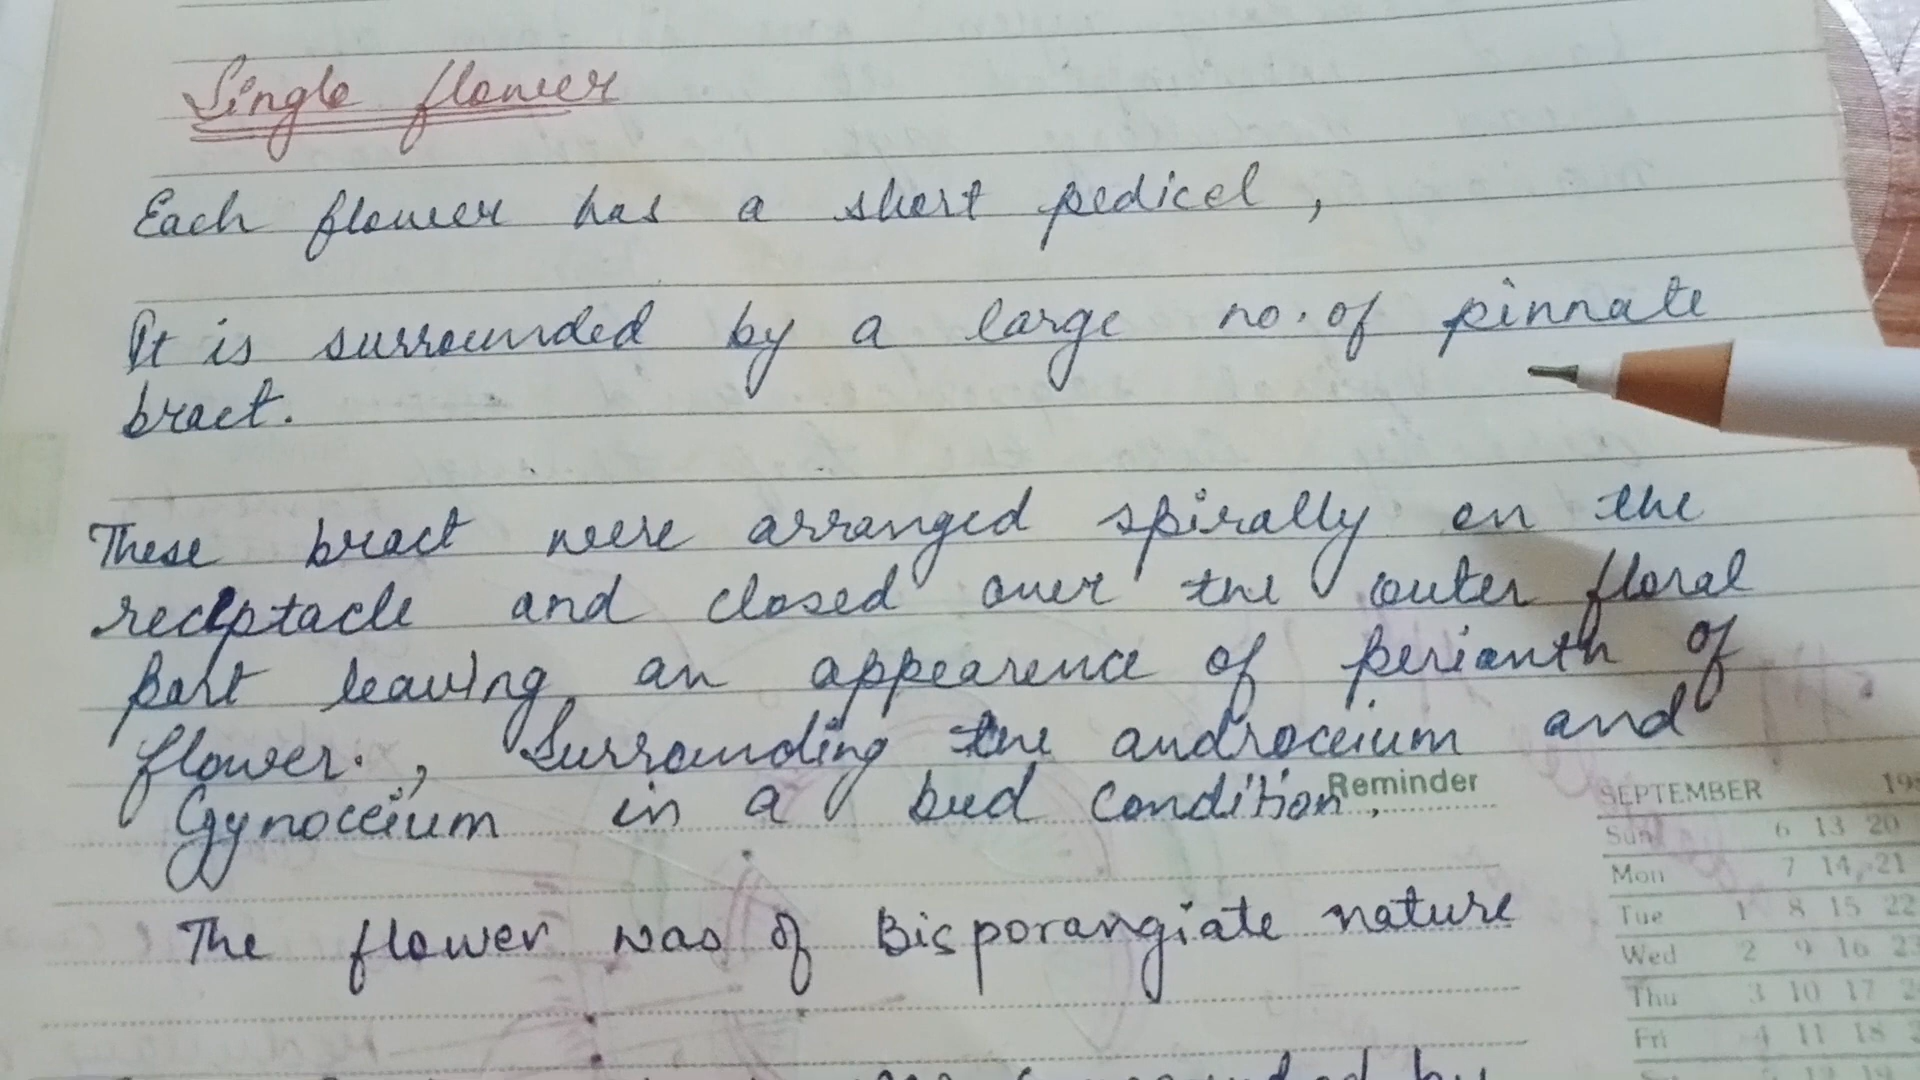 Single flower
Each flower has a short pedicel,
It is surrounded by a large no. of pinnate
bract.
These bract were arranged spirally on the
receptacle and closed over the outer floral
part leaving an appearence of perianth of
flower. , Surrounding the androceium and
Gynoceium in a bud condition.
Reminder
The flower was of Bisporangiate nature
SEPTEMBER 19
Sun 6 13 20
Mon 7 14 21
Tue 1 8 15 22
Wed 2 9 16 23
Thu 3 10 17
Fri 4 11 18
by